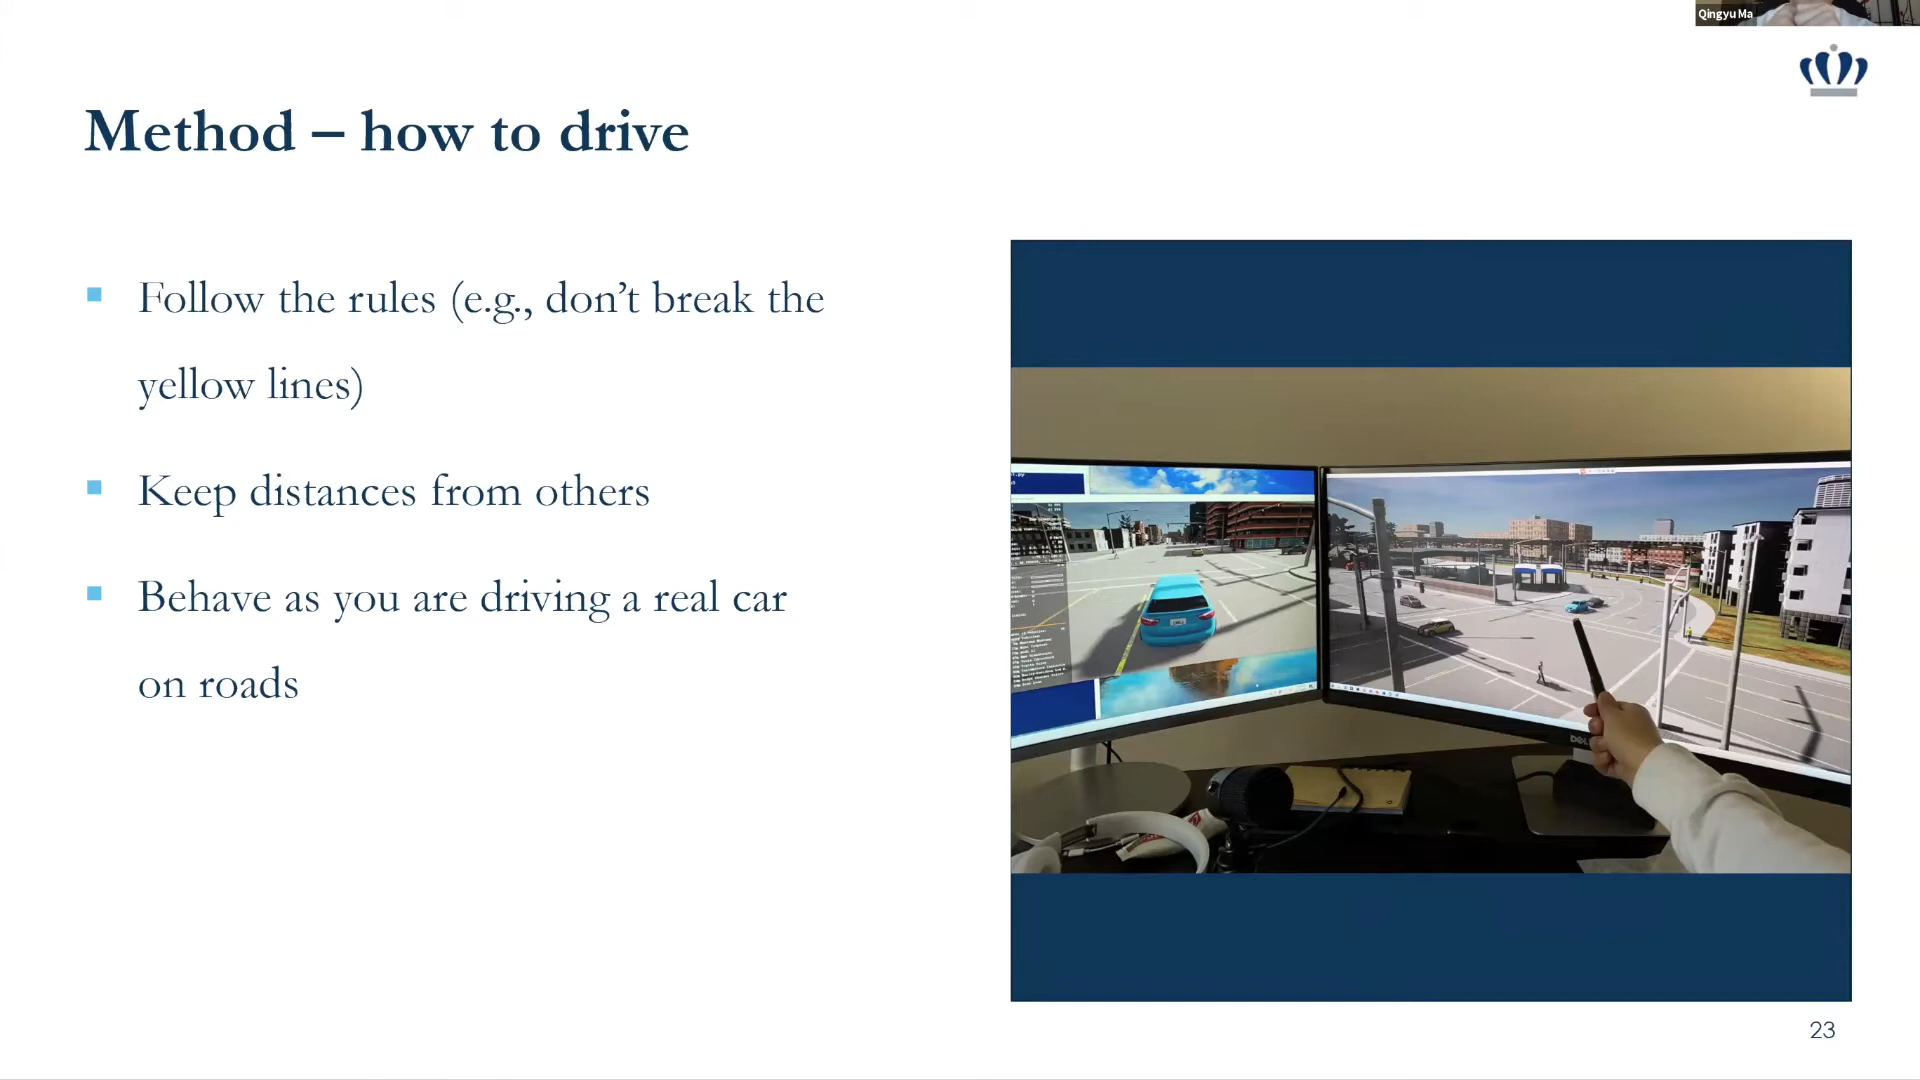 Qingyu Ma
Method – how to drive
▪ Follow the rules (e.g., don’t break the
yellow lines)
▪ Keep distances from others
▪ Behave as you are driving a real car
on roads
23